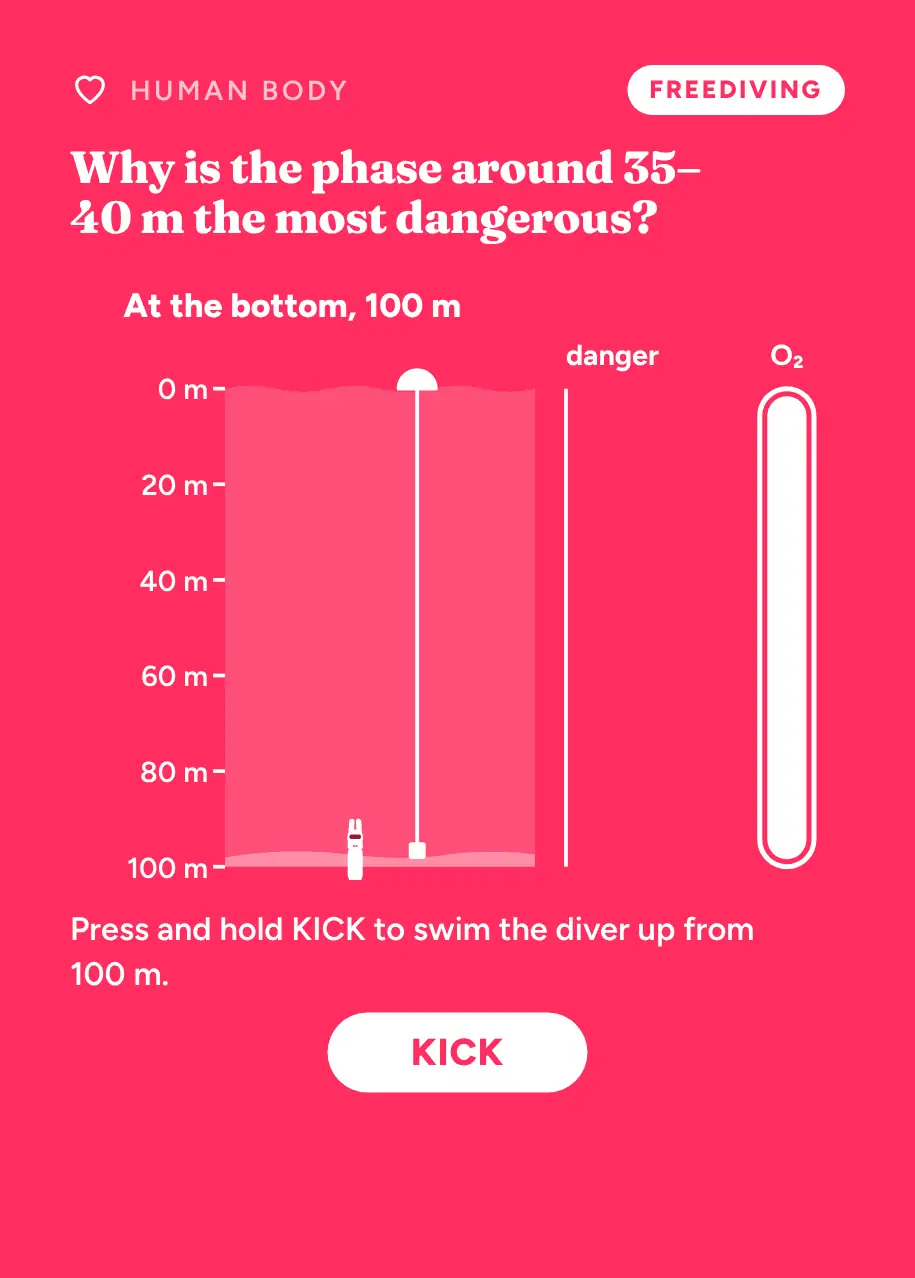 HUMAN BODY
FREEDIVING
Why is the phase around 35–
40 m the most dangerous?
At the bottom, 100 m
danger
O₂
0 m
20 m
40 m
60 m
80 m
100 m
Press and hold KICK to swim the diver up from
100 m.
KICK